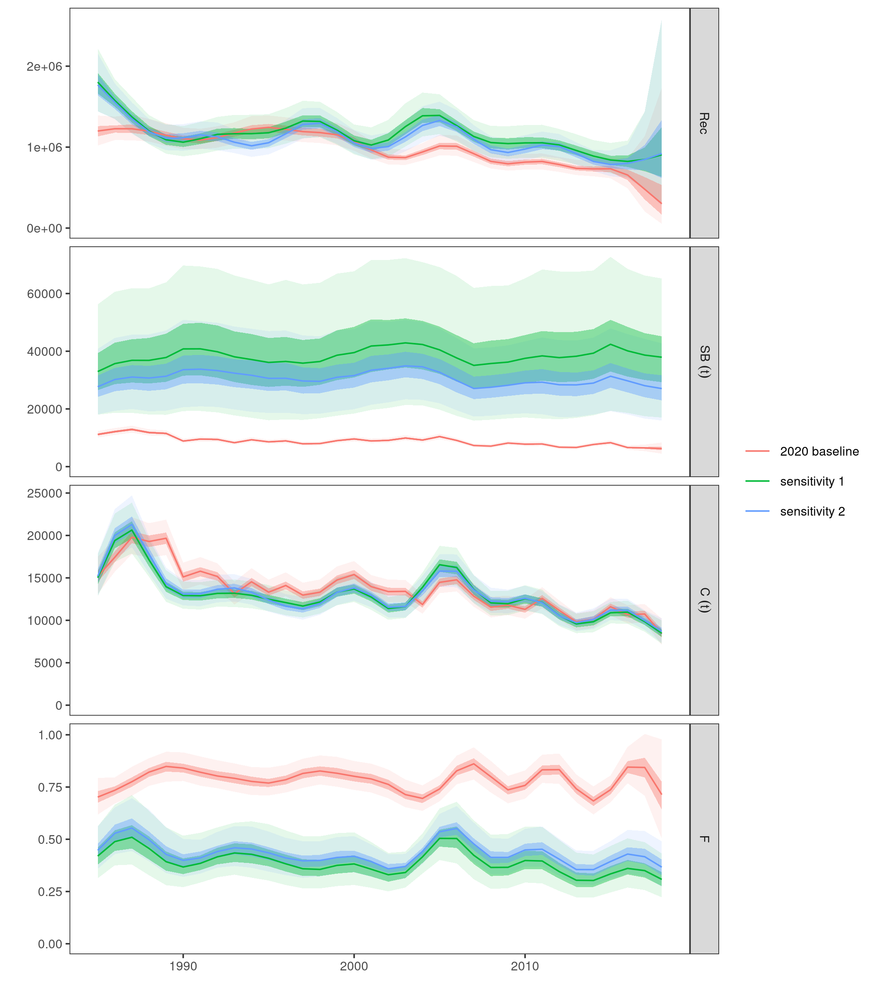 2e+06
1e+06
0e+00
Rec
60000
40000
20000
0
SB (t)
25000
20000
15000
10000
5000
0
C (t)
1.00
0.75
0.50
0.25
0.00
F
1990
2000
2010
2020 baseline
sensitivity 1
sensitivity 2